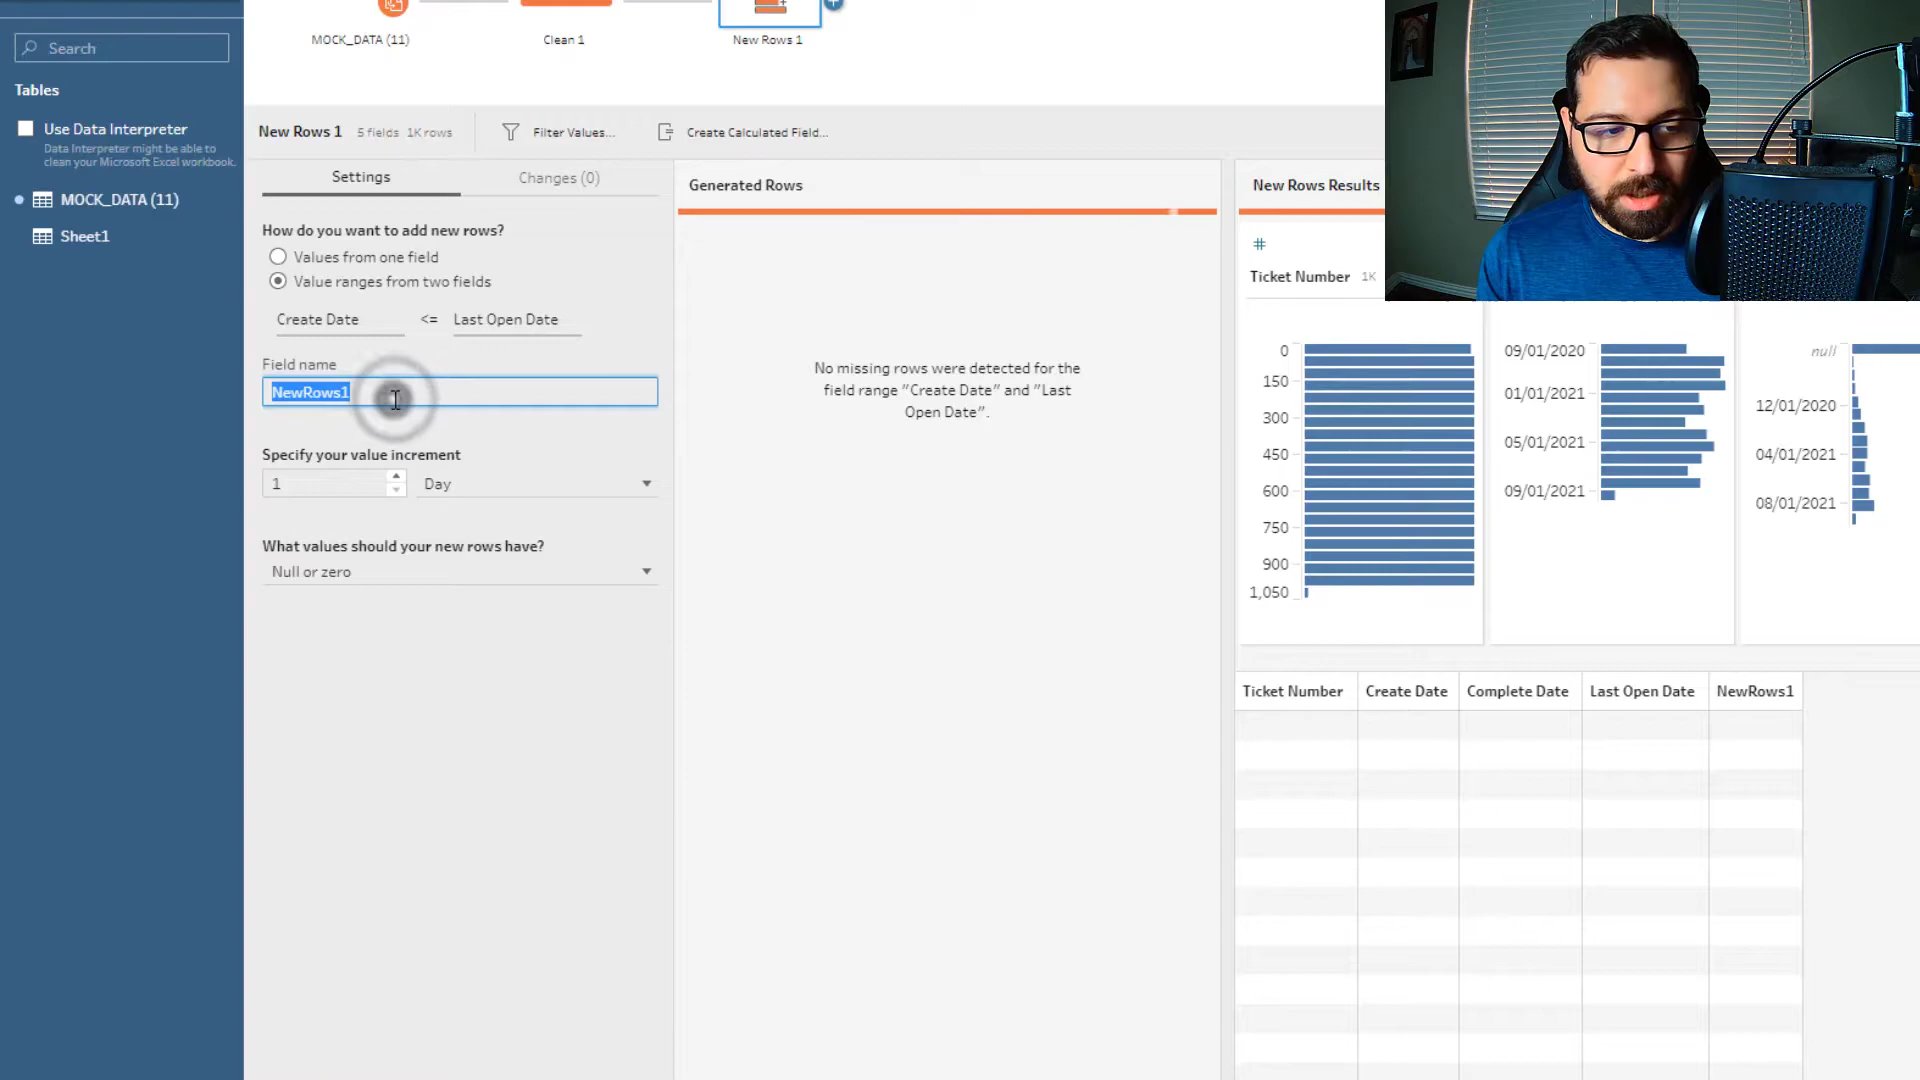 Search
Tables
Use Data Interpreter
Data Interpreter might be able to
clean your Microsoft Excel workbook.
MOCK_DATA (11)
Sheet1
MOCK_DATA (11)
Clean 1
New Rows 1
New Rows 1 5 fields 1K rows
Filter Values...
Create Calculated Field...
Settings
Changes (0)
How do you want to add new rows?
Values from one field
Value ranges from two fields
Create Date <= Last Open Date
Field name
NewRows1
Specify your value increment
1 Day
What values should your new rows have?
Null or zero
Generated Rows
No missing rows were detected for the
field range "Create Date" and "Last
Open Date".
New Rows Results
#
Ticket Number 1K
0
150
300
450
600
750
900
1,050
09/01/2020
01/01/2021
05/01/2021
09/01/2021
null
12/01/2020
04/01/2021
08/01/2021
Ticket Number Create Date Complete Date Last Open Date NewRows1